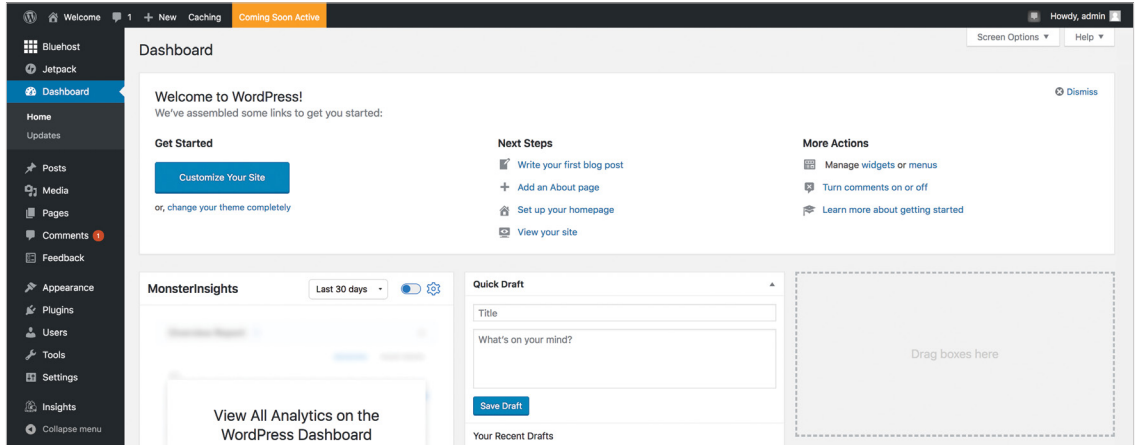 Welcome 1 + New Caching Coming Soon Active Howdy, admin
Screen Options ▼ Help ▼
Bluehost
Jetpack
Dashboard
Home
Updates
Posts
Media
Pages
Comments 1
Feedback
Appearance
Plugins
Users
Tools
Settings
Insights
Collapse menu
Dashboard
Welcome to WordPress!
We've assembled some links to get you started:
Dismiss
Get Started
Customize Your Site
or, change your theme completely
Next Steps
Write your first blog post
Add an About page
Set up your homepage
View your site
More Actions
Manage widgets or menus
Turn comments on or off
Learn more about getting started
MonsterInsights Last 30 days
View All Analytics on the
WordPress Dashboard
Quick Draft
Title
What's on your mind?
Save Draft
Your Recent Drafts
Drag boxes here